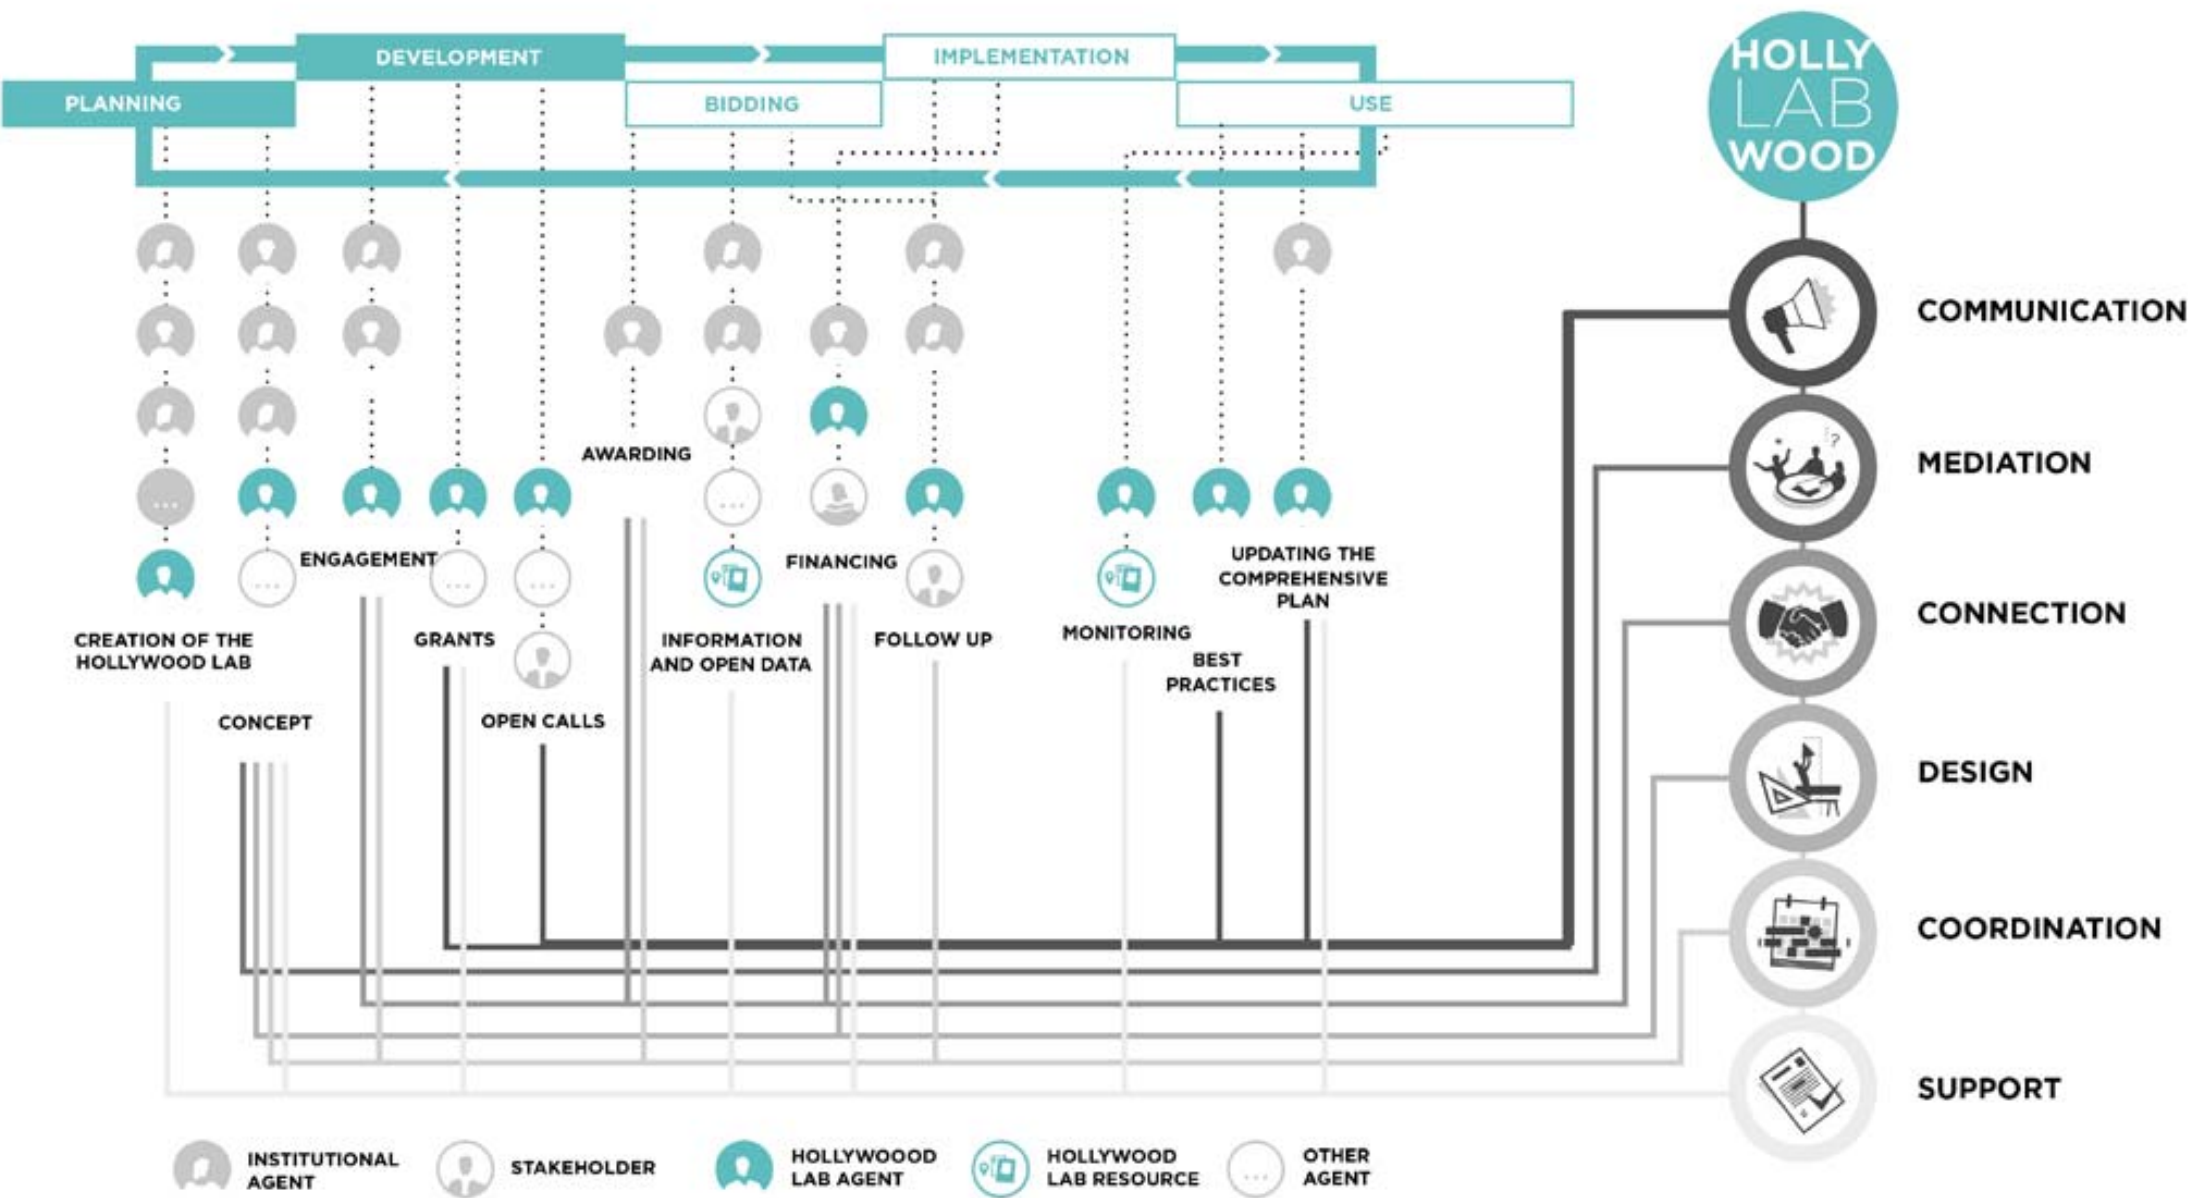 DEVELOPMENT
IMPLEMENTATION
PLANNING
BIDDING
USE
HOLLY
LAB
WOOD
COMMUNICATION
MEDIATION
CONNECTION
DESIGN
COORDINATION
SUPPORT
AWARDING
ENGAGEMENT
FINANCING
UPDATING THE
COMPREHENSIVE
PLAN
CREATION OF THE
HOLLYWOOD LAB
GRANTS
INFORMATION
AND OPEN DATA
FOLLOW UP
MONITORING
BEST
PRACTICES
CONCEPT
OPEN CALLS
INSTITUTIONAL
AGENT
STAKEHOLDER
HOLLYWOOOD
LAB AGENT
HOLLYWOOD
LAB RESOURCE
OTHER
AGENT